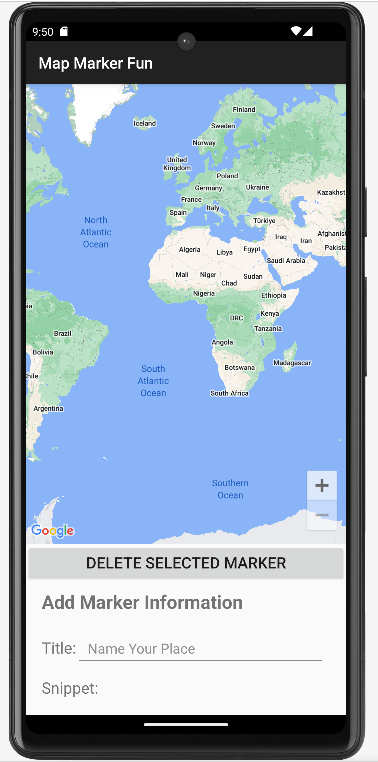 9:50
Map Marker Fun
Iceland
Finland
Sweden
Norway
United
Kingdom
Poland
Germany
Ukraine
France
Italy
Spain
Türkiye
Kazakhst
Iraq
Iran
Afghanis
Pakista
Algeria
Libya
Egypt
Saudi Arabia
Mali
Niger
Chad
Sudan
Nigeria
Ethiopia
Kenya
DRC
Tanzania
Angola
Botswana
Madagascar
South Africa
North
Atlantic
Ocean
ia
Brazil
Bolivia
Chile
Argentina
South
Atlantic
Ocean
Southern
Ocean
+
−
Google
DELETE SELECTED MARKER
Add Marker Information
Title: Name Your Place
Snippet: